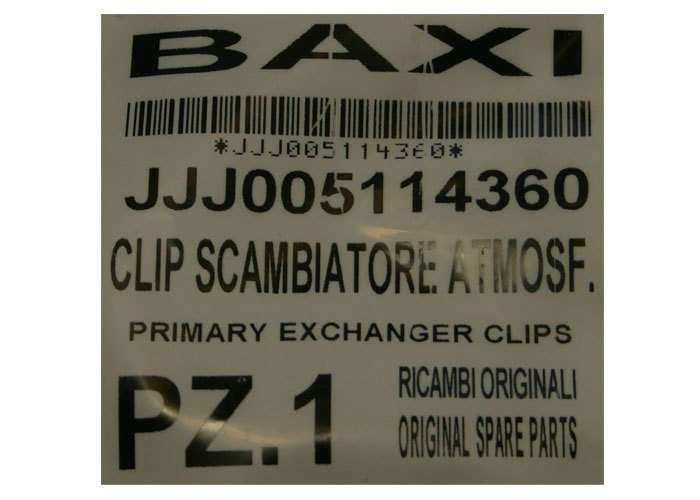 BAXI
*JJJ005114360*
JJJ005114360
CLIP SCAMBIATORE ATMOSF.
PRIMARY EXCHANGER CLIPS
PZ.1
RICAMBI ORIGINALI
ORIGINAL SPARE PARTS